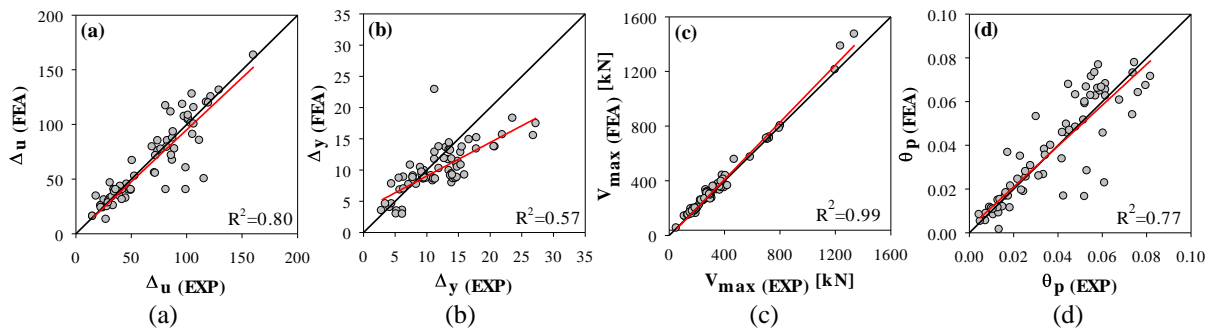 (a)
200
150
100
50
0
0 50 100 150 200
Δu (FEA)
Δu (EXP)
R²=0.80
(a)
(b)
35
30
25
20
15
10
5
0
0 5 10 15 20 25 30 35
Δy (FEA)
Δy (EXP)
R²=0.57
(b)
(c)
1600
1200
800
400
0
0 400 800 1200 1600
Vmax (FEA) [kN]
Vmax (EXP) [kN]
R²=0.99
(c)
(d)
0.10
0.08
0.06
0.04
0.02
0.00
0.00 0.02 0.04 0.06 0.08 0.10
θp (FEA)
θp (EXP)
R²=0.77
(d)